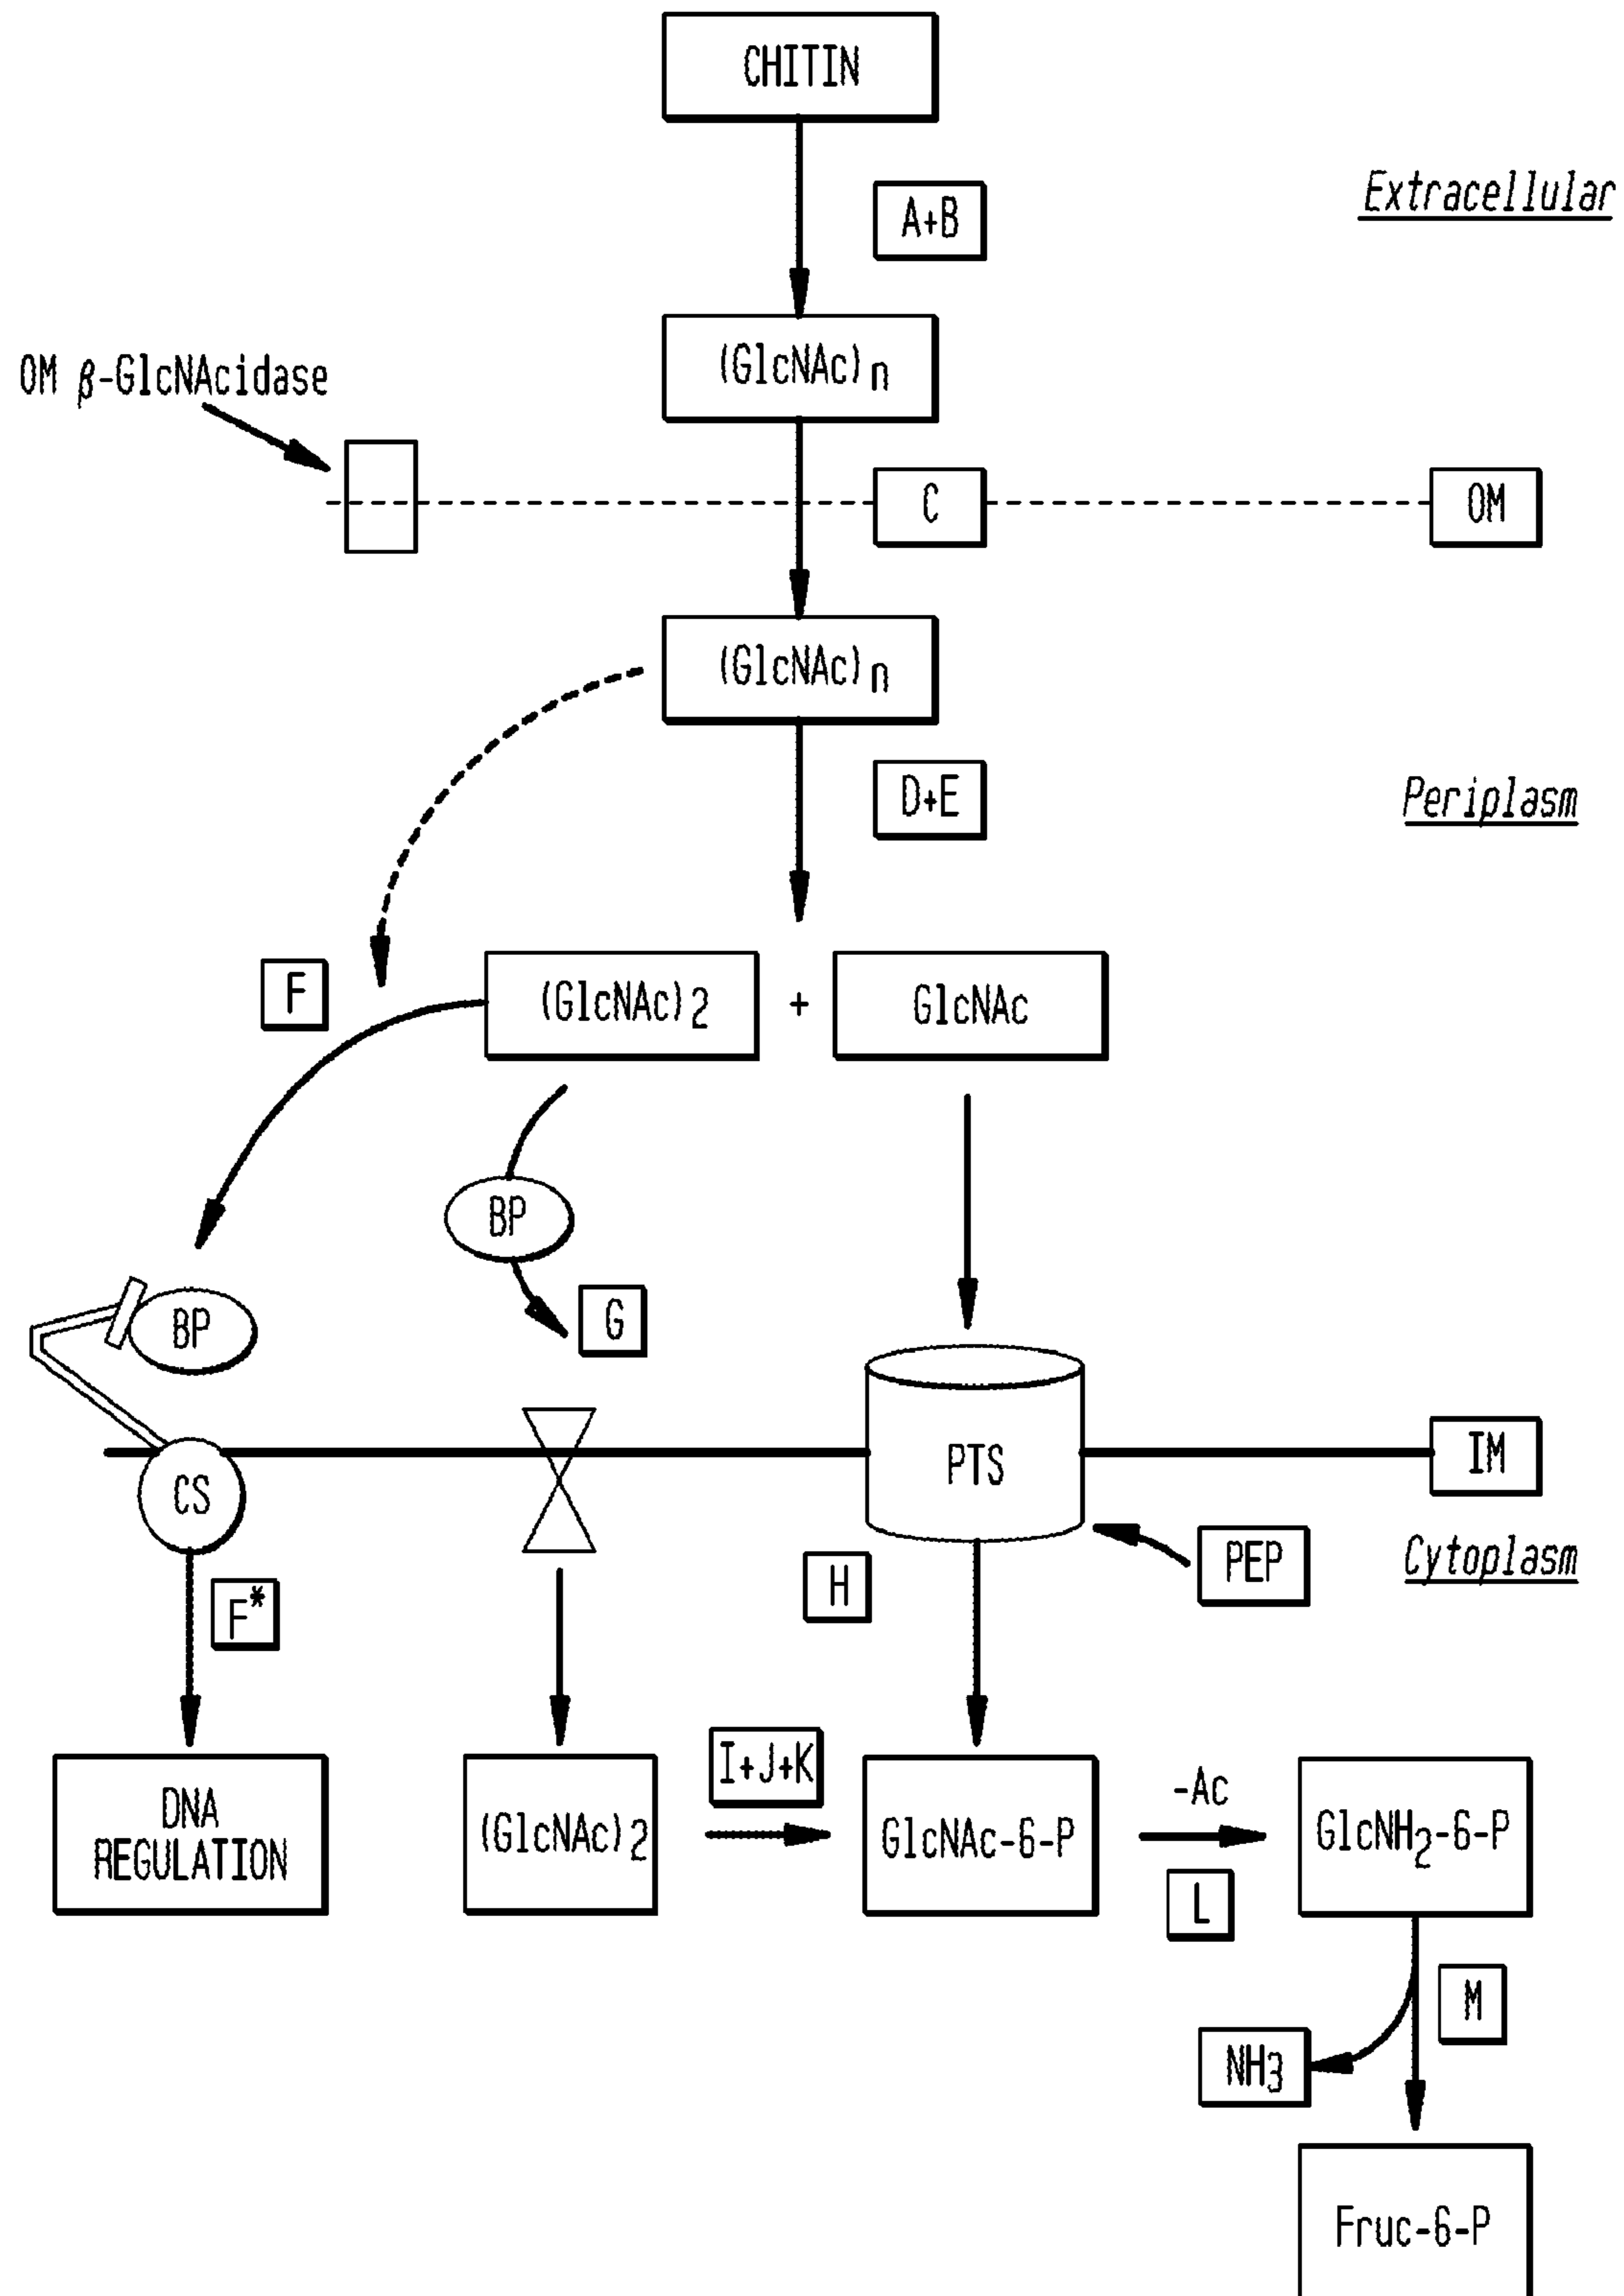 CHITIN
Extracellular
A+B
(GlcNAc)n
OM β-GlcNAcidase
C
OM
(GlcNAc)n
D+E
Periplasm
F
(GlcNAc)2
+
GlcNAc
BP
G
BP
PTS
IM
CS
H
PEP
Cytoplasm
F*
DNA
REGULATION
(GlcNAc)2
I+J+K
GlcNAc-6-P
-Ac
L
GlcNH2-6-P
M
NH3
Fruc-6-P